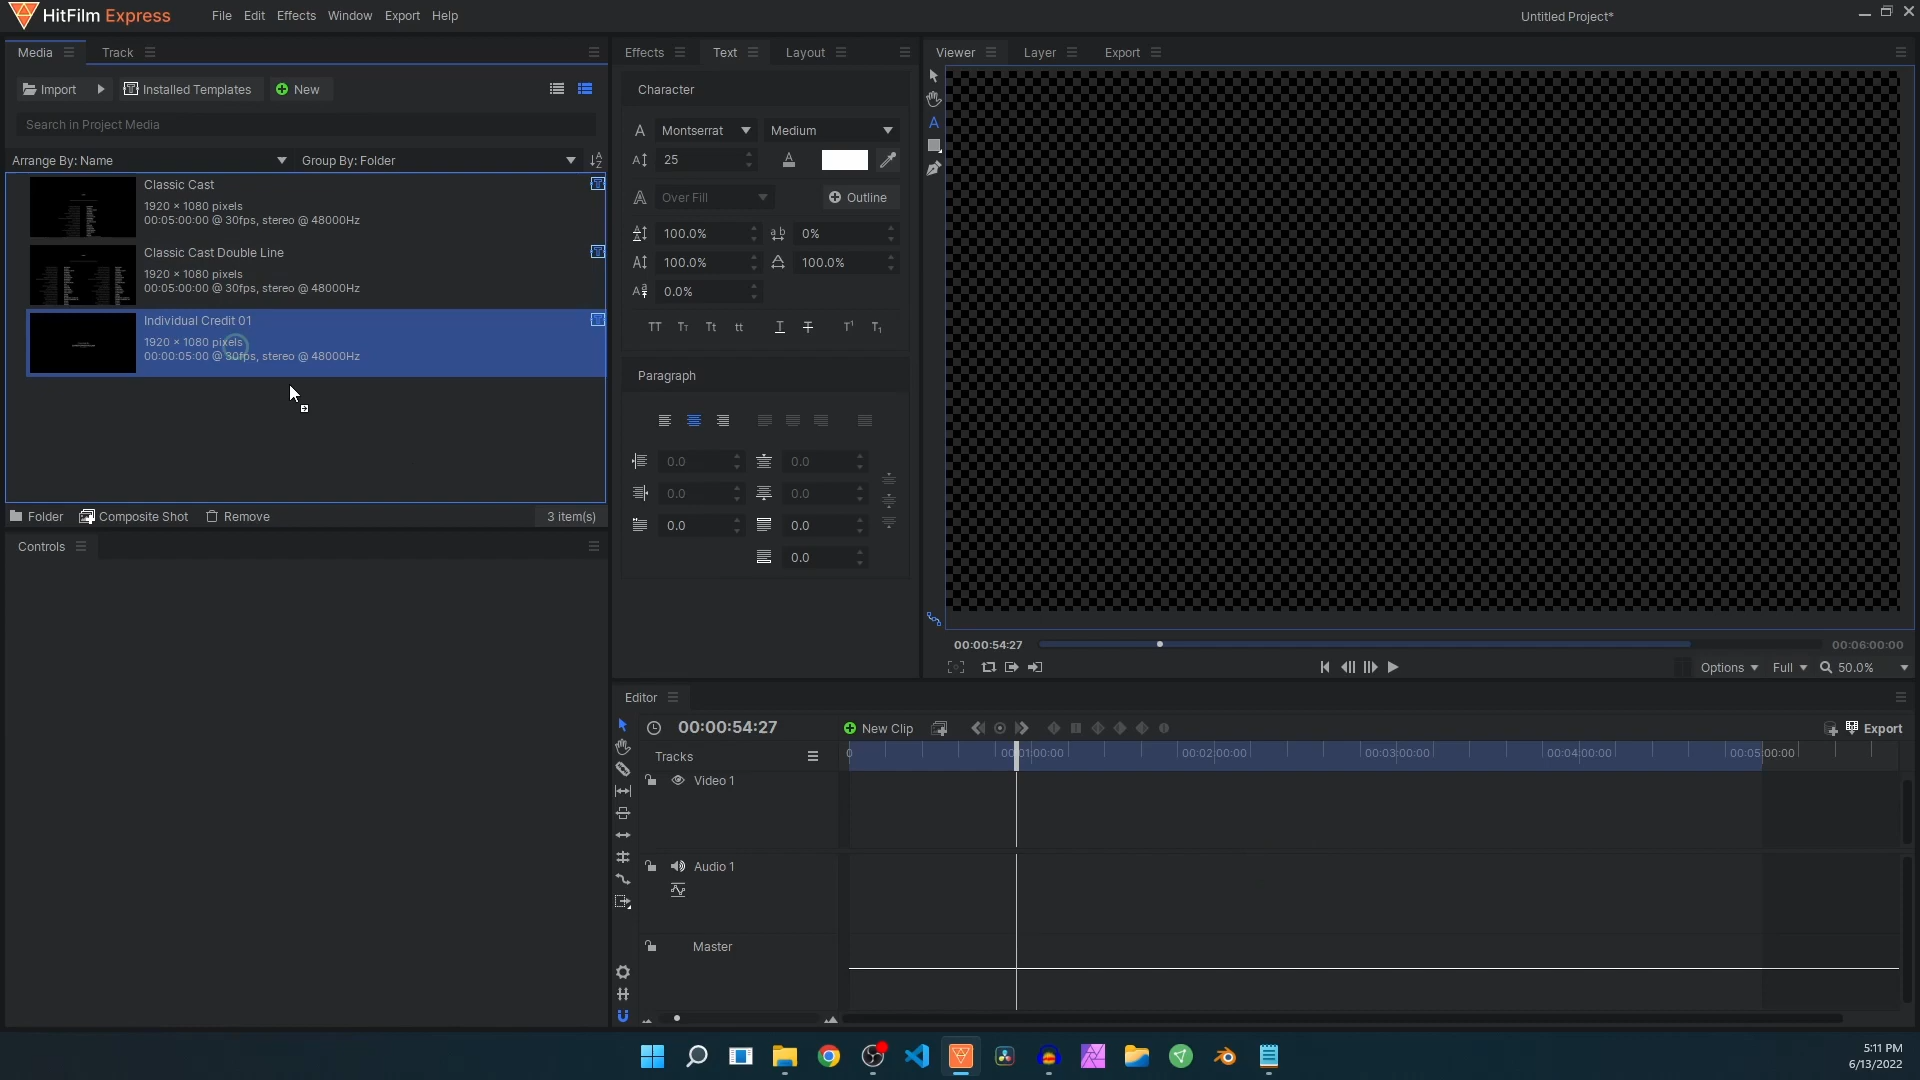 HitFilm Express
File Edit Effects Window Export Help
Untitled Project*
Media
Track
Effects
Text
Layout
Viewer
Layer
Export
Import
Installed Templates
New
Search in Project Media
Arrange By: Name
Group By: Folder
Classic Cast
1920 × 1080 pixels
00:05:00:00 @ 30fps, stereo @ 48000Hz
Classic Cast Double Line
1920 × 1080 pixels
00:05:00:00 @ 30fps, stereo @ 48000Hz
Individual Credit 01
1920 × 1080 pixels
00:00:05:00 @ 30fps, stereo @ 48000Hz
Folder
Composite Shot
Remove
3 item(s)
Controls
Character
Montserrat
Medium
25
Over Fill
Outline
100.0%
0%
100.0%
100.0%
0.0%
Paragraph
0.0
0.0
0.0
0.0
0.0
0.0
0.0
00:00:54:27
00:06:00:00
Options
Full
50.0%
Editor
00:00:54:27
New Clip
Export
Tracks
0
00:01:00:00
00:02:00:00
00:03:00:00
00:04:00:00
00:05:00:00
Video 1
Audio 1
Master
5:11 PM
6/13/2022